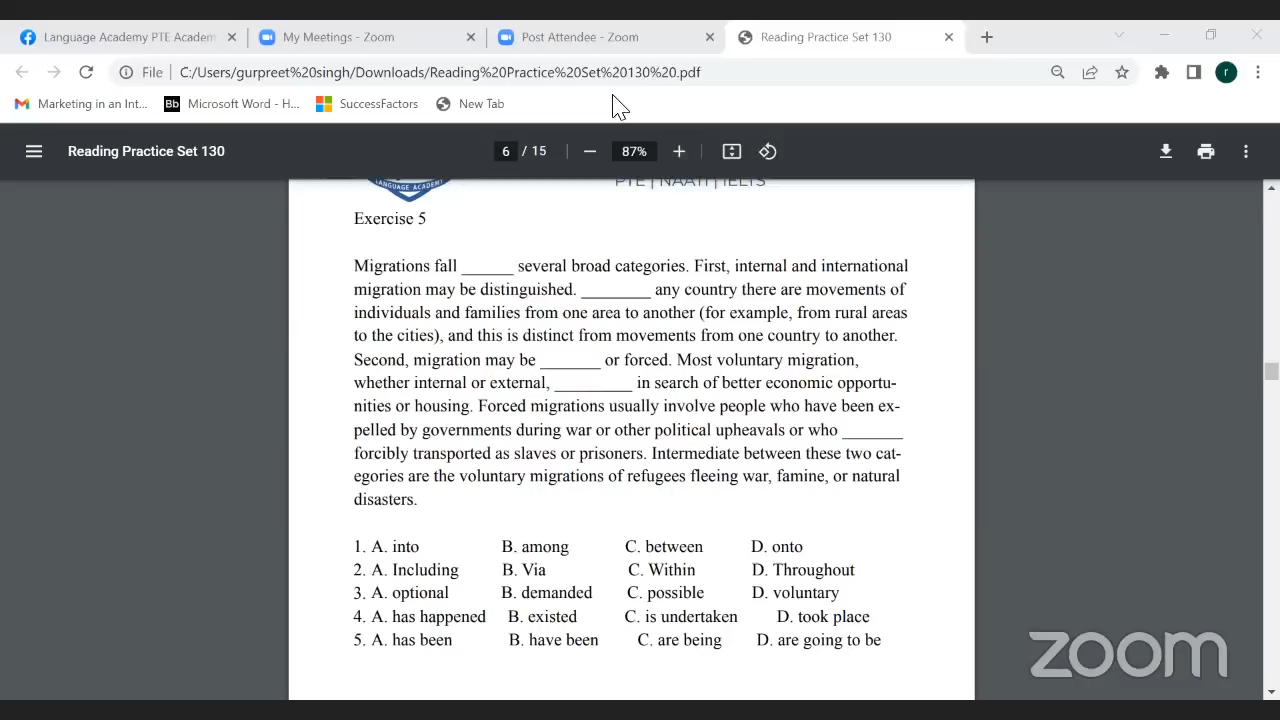 Language Academy PTE Academ
My Meetings - Zoom
Post Attendee - Zoom
Reading Practice Set 130
File
C:/Users/gurpreet%20singh/Downloads/Reading%20Practice%20Set%20130%20.pdf
r
Marketing in an Int...
Bb
Microsoft Word - H...
SuccessFactors
New Tab
Reading Practice Set 130
6 / 15
87%
LANGUAGE ACADEMY
PTE | NAATI | IELTS
Exercise 5
Migrations fall ______ several broad categories. First, internal and international
migration may be distinguished. ________ any country there are movements of
individuals and families from one area to another (for example, from rural areas
to the cities), and this is distinct from movements from one country to another.
Second, migration may be _______ or forced. Most voluntary migration,
whether internal or external, _________ in search of better economic opportu-
nities or housing. Forced migrations usually involve people who have been ex-
pelled by governments during war or other political upheavals or who _______
forcibly transported as slaves or prisoners. Intermediate between these two cat-
egories are the voluntary migrations of refugees fleeing war, famine, or natural
disasters.
1. A. into B. among C. between D. onto
2. A. Including B. Via C. Within D. Throughout
3. A. optional B. demanded C. possible D. voluntary
4. A. has happened B. existed C. is undertaken D. took place
5. A. has been B. have been C. are being D. are going to be
zoom